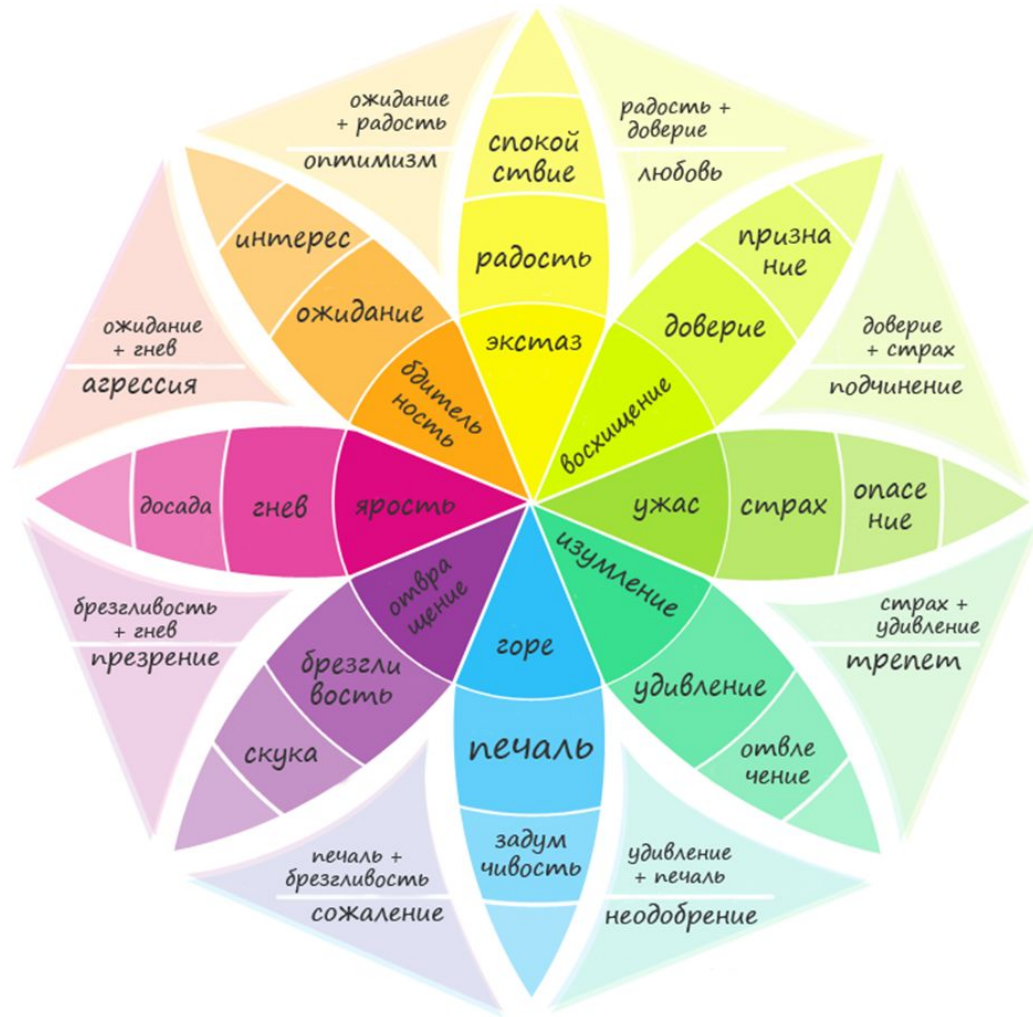 ожидание
+ радость
оптимизм
радость +
доверие
любовь
спокой
ствие
радость
экстаз
интерес
ожидание
бдитель
ность
призна
ние
доверие
восхищение
ожидание
+ гнев
агрессия
доверие
+ страх
подчинение
досада
гнев
ярость
ужас
страх
опасе
ние
брезгливость
+ гнев
презрение
отвра
щение
брезгли
вость
скука
горе
печаль
задум
чивость
изумление
удивление
отвле
чение
страх +
удивление
трепет
печаль +
брезгливость
сожаление
удивление
+ печаль
неодобрение